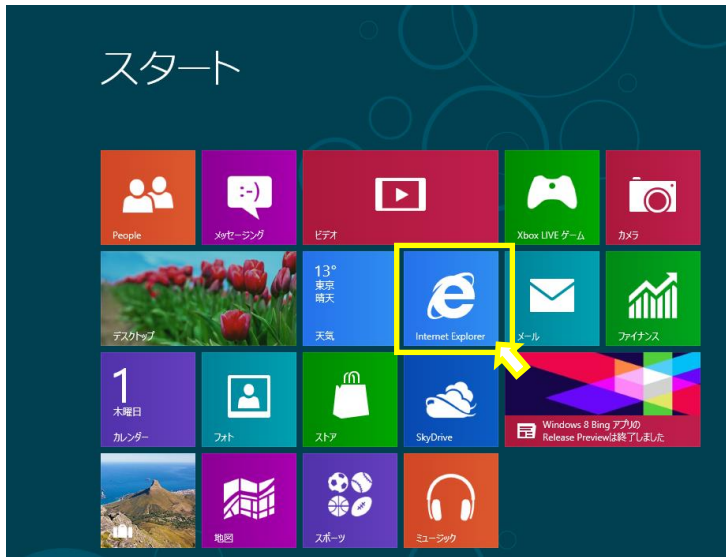 スタート
People
メッセージング
:-)
ビデオ
Xbox LIVE ゲーム
カメラ
デスクトップ
13°
東京
晴天
天気
Internet Explorer
メール
ファイナンス
1
木曜日
カレンダー
フォト
ストア
SkyDrive
Windows 8 Bing アプリの
Release Previewは終了しました
地図
スポーツ
ミュージック